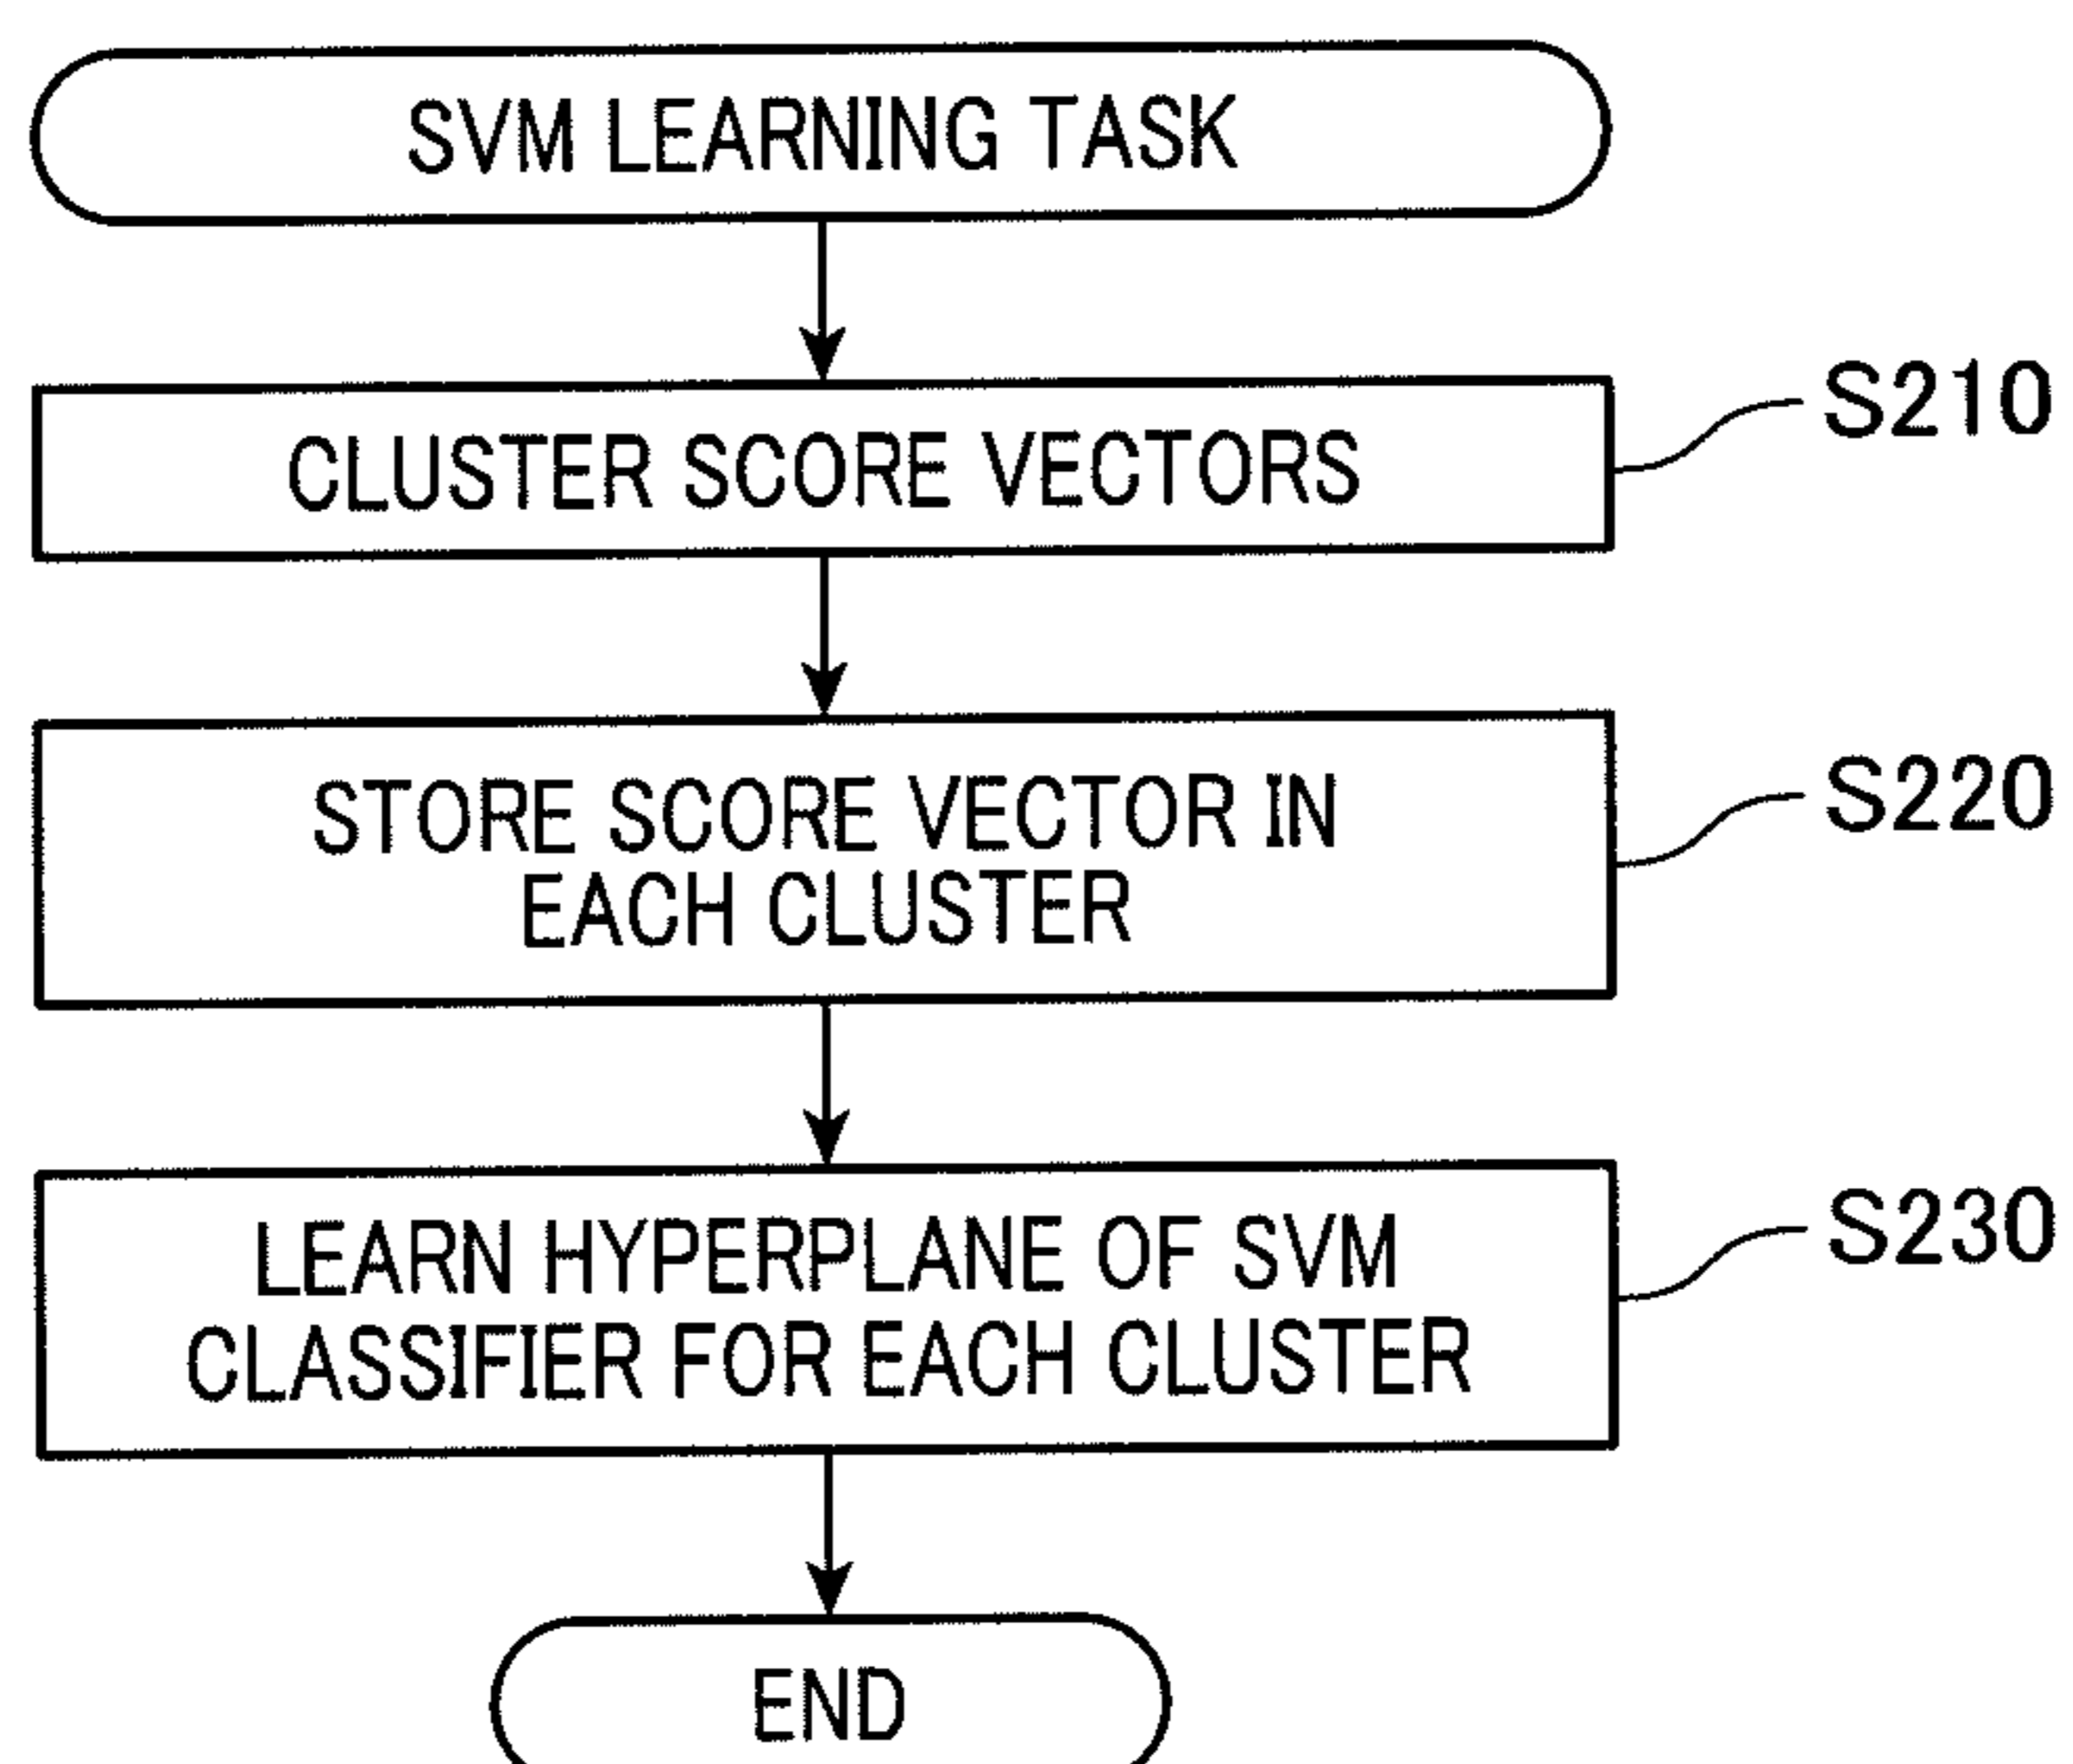 SVM LEARNING TASK
CLUSTER SCORE VECTORS
S210
STORE SCORE VECTOR IN
EACH CLUSTER
S220
LEARN HYPERPLANE OF SVM
CLASSIFIER FOR EACH CLUSTER
S230
END